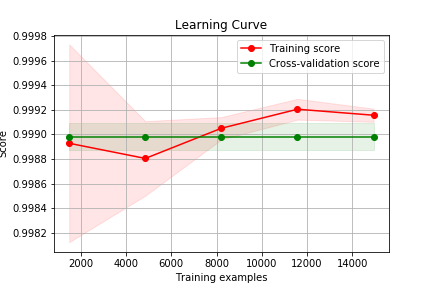 Learning Curve
0.9998
0.9996
0.9994
0.9992
0.9990
0.9988
0.9986
0.9984
0.9982
Score
Training score
Cross-validation score
2000 4000 6000 8000 10000 12000 14000
Training examples